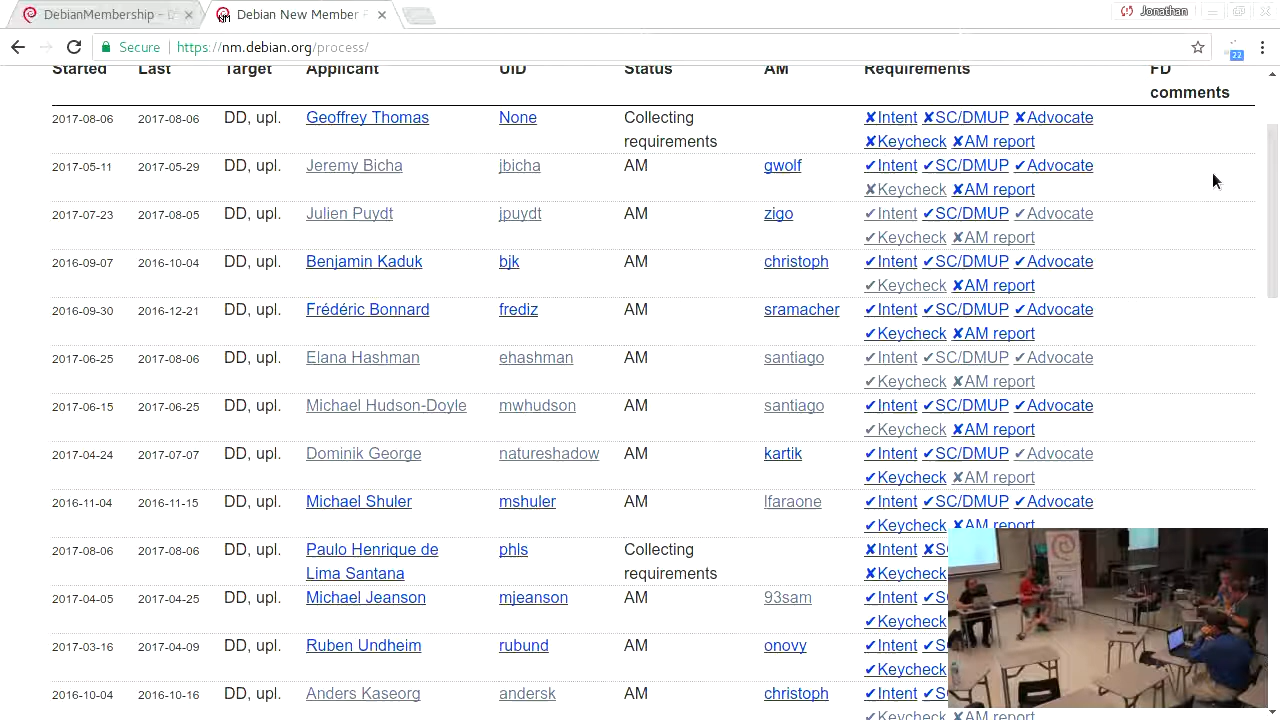 DebianMembership - D
Debian New Member P
Jonathan
Secure | https://nm.debian.org/process/
22
Started Last Target Applicant UID Status AM Requirements FD comments
2017-08-06 2017-08-06 DD, upl. Geoffrey Thomas None Collecting requirements ✘Intent ✘SC/DMUP ✘Advocate
✘Keycheck ✘AM report
2017-05-11 2017-05-29 DD, upl. Jeremy Bicha jbicha AM gwolf ✔Intent ✔SC/DMUP ✔Advocate
✘Keycheck ✘AM report
2017-07-23 2017-08-05 DD, upl. Julien Puydt jpuydt AM zigo ✔Intent ✔SC/DMUP ✔Advocate
✔Keycheck ✘AM report
2016-09-07 2016-10-04 DD, upl. Benjamin Kaduk bjk AM christoph ✔Intent ✔SC/DMUP ✔Advocate
✔Keycheck ✘AM report
2016-09-30 2016-12-21 DD, upl. Frédéric Bonnard frediz AM sramacher ✔Intent ✔SC/DMUP ✔Advocate
✔Keycheck ✘AM report
2017-06-25 2017-08-06 DD, upl. Elana Hashman ehashman AM santiago ✔Intent ✔SC/DMUP ✔Advocate
✔Keycheck ✘AM report
2017-06-15 2017-06-25 DD, upl. Michael Hudson-Doyle mwhudson AM santiago ✔Intent ✔SC/DMUP ✔Advocate
✔Keycheck ✘AM report
2017-04-24 2017-07-07 DD, upl. Dominik George natureshadow AM kartik ✔Intent ✔SC/DMUP ✔Advocate
✔Keycheck ✘AM report
2016-11-04 2016-11-15 DD, upl. Michael Shuler mshuler AM lfaraone ✔Intent ✔SC/DMUP ✔Advocate
✔Keycheck ✘AM report
2017-08-06 2017-08-06 DD, upl. Paulo Henrique de Lima Santana phls Collecting requirements ✘Intent ✘S
✘Keycheck
2017-04-05 2017-04-25 DD, upl. Michael Jeanson mjeanson AM 93sam ✔Intent ✔S
✔Keycheck
2017-03-16 2017-04-09 DD, upl. Ruben Undheim rubund AM onovy ✔Intent ✔S
✔Keycheck
2016-10-04 2016-10-16 DD, upl. Anders Kaseorg andersk AM christoph ✔Intent ✔S
✔Keycheck ✘AM report